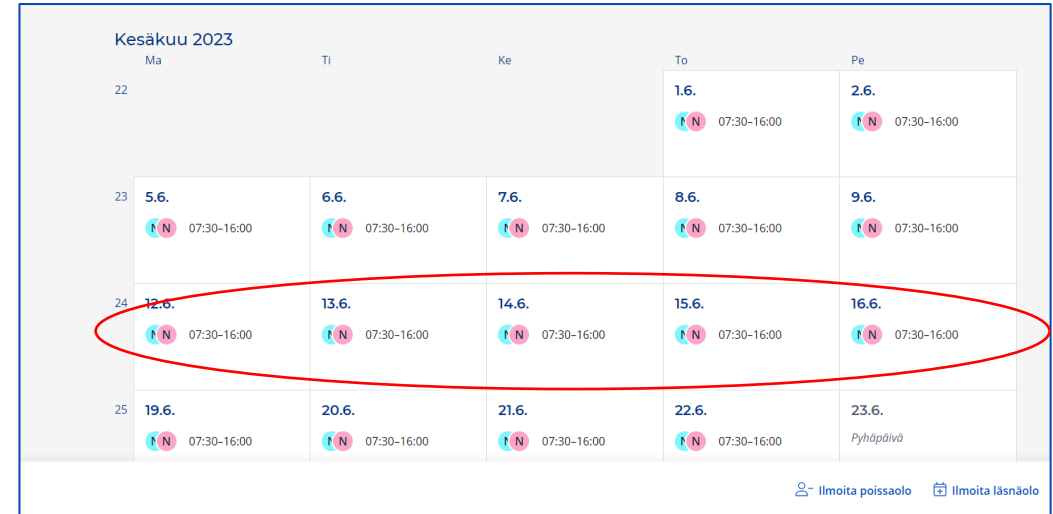 Kesäkuu 2023
Ma Ti Ke To Pe
22 1.6. 2.6.
N N 07:30–16:00 N N 07:30–16:00
23 5.6. 6.6. 7.6. 8.6. 9.6.
N N 07:30–16:00 N N 07:30–16:00 N N 07:30–16:00 N N 07:30–16:00 N N 07:30–16:00
24 12.6. 13.6. 14.6. 15.6. 16.6.
N N 07:30–16:00 N N 07:30–16:00 N N 07:30–16:00 N N 07:30–16:00 N N 07:30–16:00
25 19.6. 20.6. 21.6. 22.6. 23.6.
N N 07:30–16:00 N N 07:30–16:00 N N 07:30–16:00 N N 07:30–16:00 Pyhäpäivä
Ilmoita poissaolo Ilmoita läsnäolo